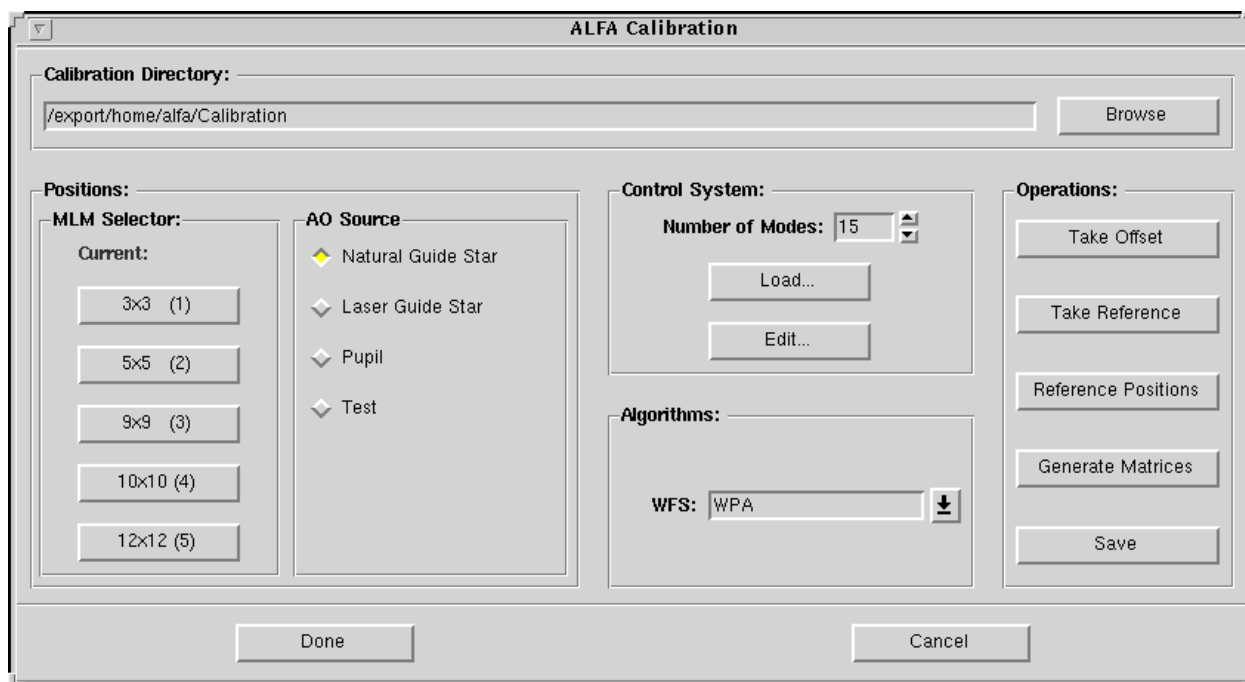 ALFA Calibration
Calibration Directory:
/export/home/alfa/Calibration
Browse
Positions:
MLM Selector:
Current:
3x3 (1)
5x5 (2)
9x9 (3)
10x10 (4)
12x12 (5)
AO Source
Natural Guide Star
Laser Guide Star
Pupil
Test
Control System:
Number of Modes: 15
Load...
Edit...
Algorithms:
WFS: WPA
Operations:
Take Offset
Take Reference
Reference Positions
Generate Matrices
Save
Done
Cancel